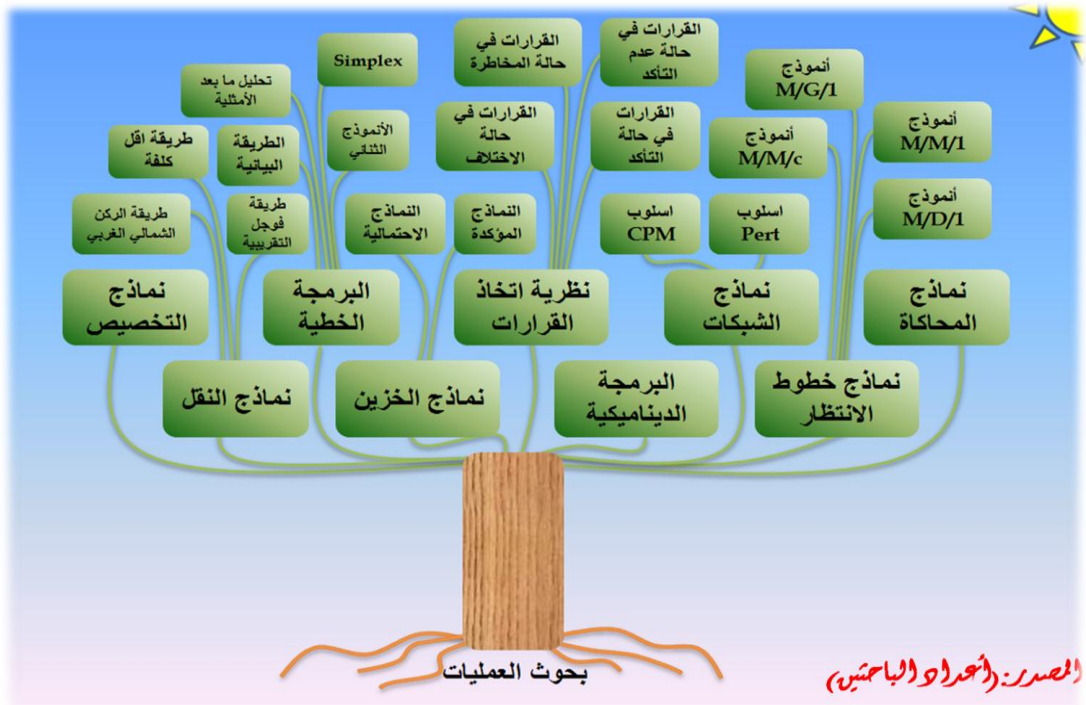 Simplex
القرارات في
حالة المخاطرة
القرارات في
حالة عدم
التأكد
أنموذج
M/G/1
تحليل ما بعد
الأمثلية
طريقة اقل
كلفة
الطريقة
البيانية
الأنموذج
الثنائي
القرارات في
حالة
الاختلاف
القرارات
في حالة
التأكد
أنموذج
M/M/c
أنموذج
M/M/1
طريقة الركن
الشمالي الغربي
طريقة
فوجل
التقريبية
النماذج
الاحتمالية
النماذج
المؤكدة
اسلوب
CPM
اسلوب
Pert
أنموذج
M/D/1
نماذج
التخصيص
البرمجة
الخطية
نظرية اتخاذ
القرارات
نماذج
الشبكات
نماذج
المحاكاة
نماذج النقل
نماذج الخزين
البرمجة
الديناميكية
نماذج خطوط
الانتظار
بحوث العمليات
المصدر: (أعداد الباحثين)